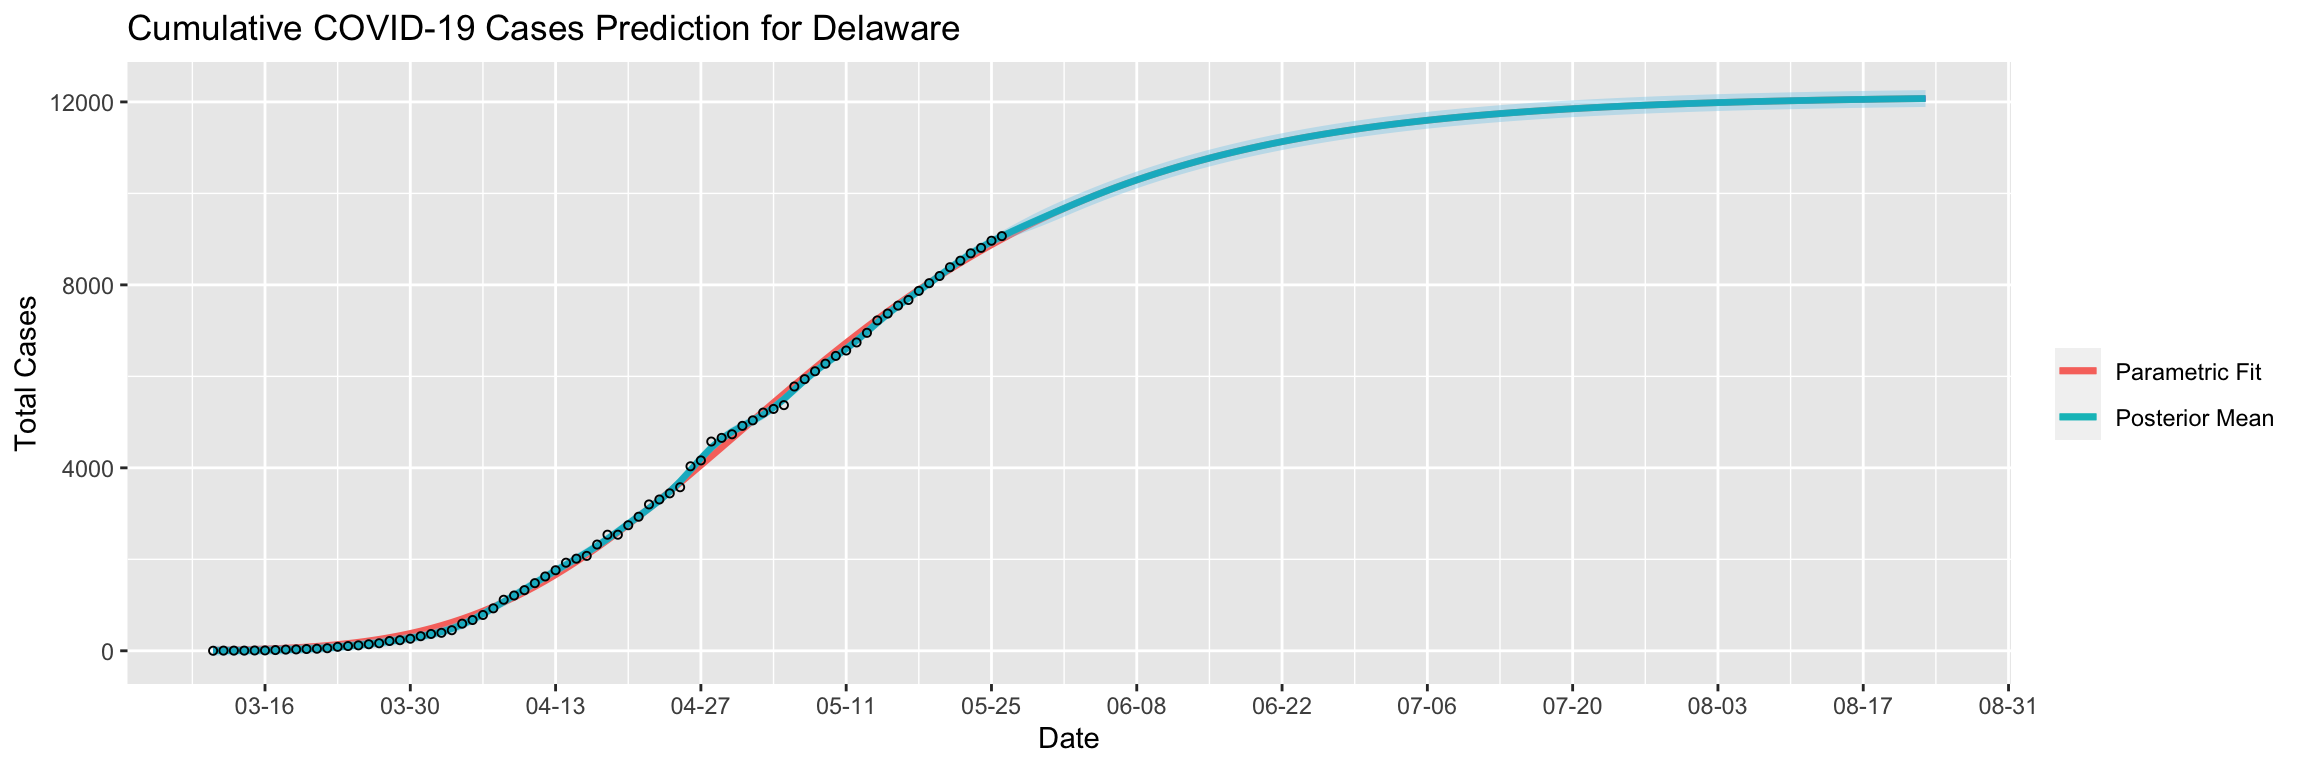 Cumulative COVID-19 Cases Prediction for Delaware
12000
8000
4000
0
Total Cases
03-16 03-30 04-13 04-27 05-11 05-25 06-08 06-22 07-06 07-20 08-03 08-17 08-31
Date
Parametric Fit
Posterior Mean